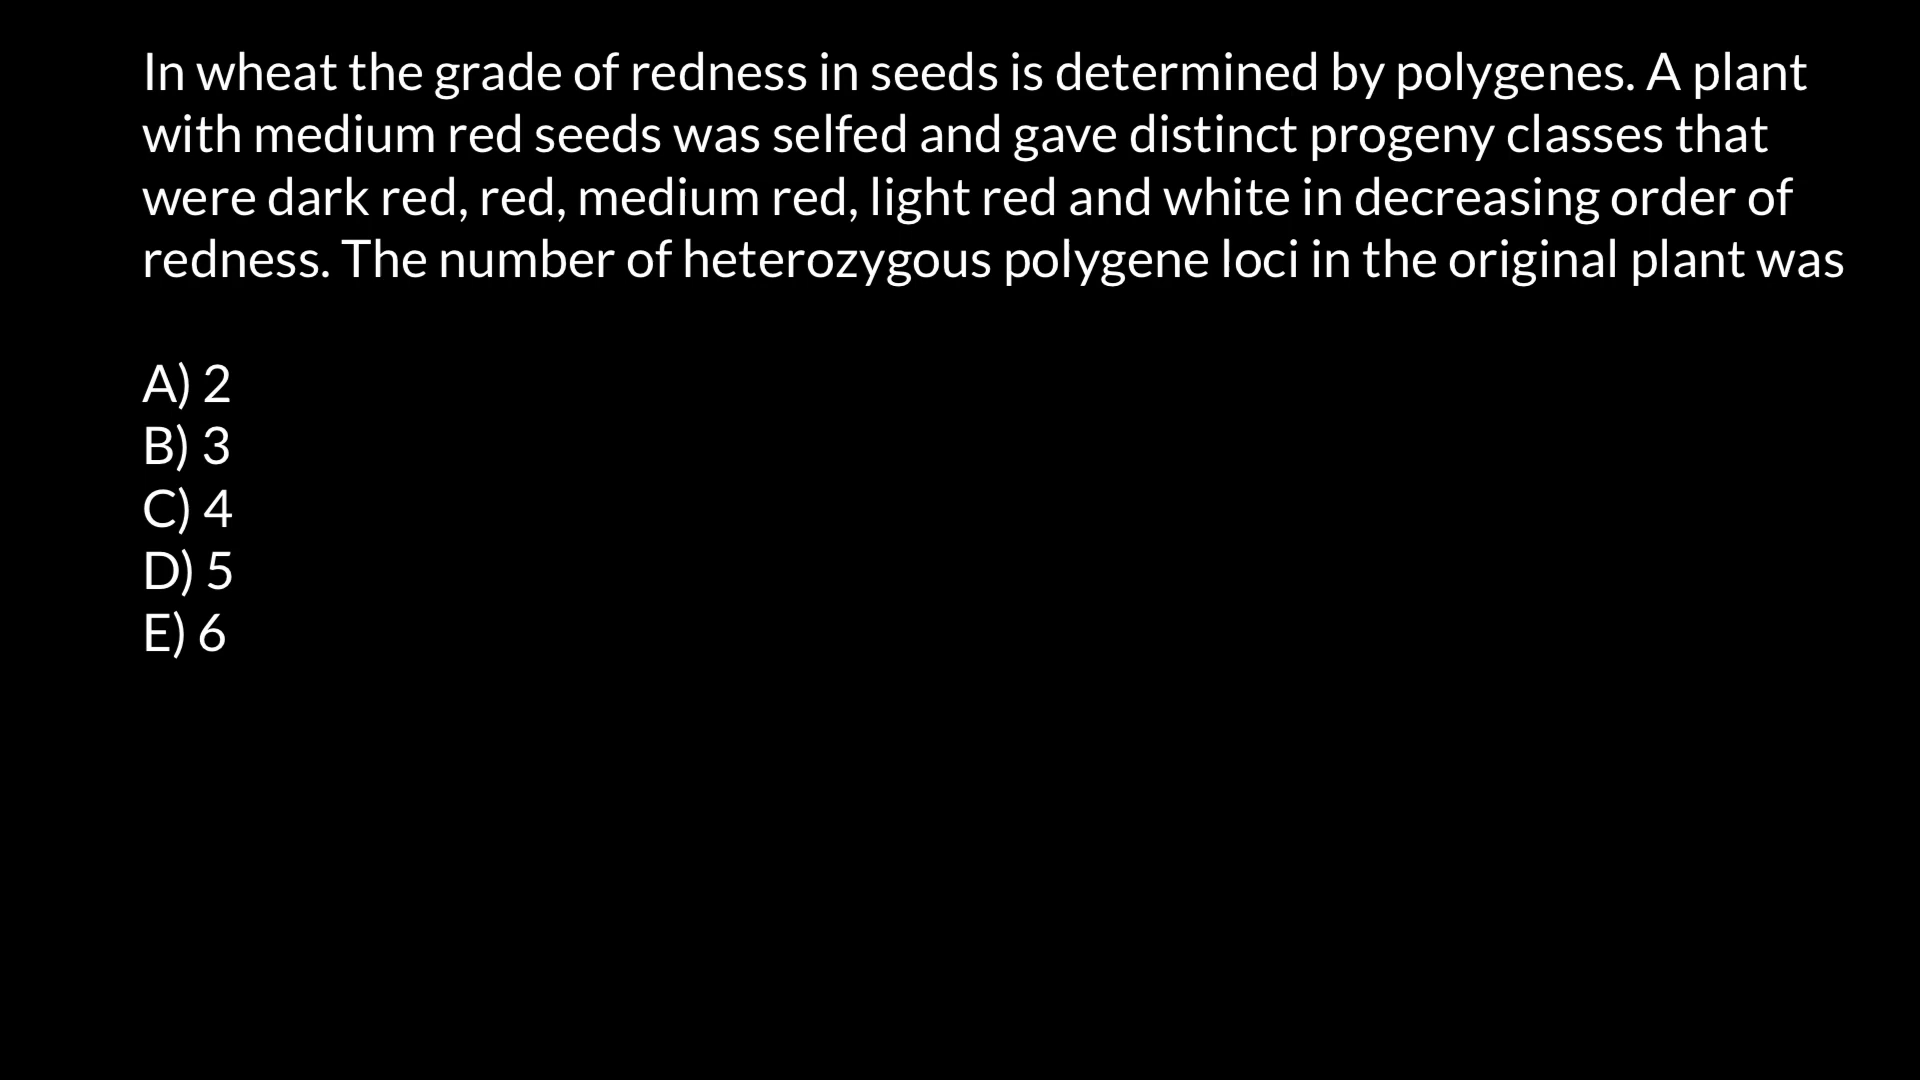 In wheat the grade of redness in seeds is determined by polygenes. A plant
with medium red seeds was selfed and gave distinct progeny classes that
were dark red, red, medium red, light red and white in decreasing order of
redness. The number of heterozygous polygene loci in the original plant was
A) 2
B) 3
C) 4
D) 5
E) 6